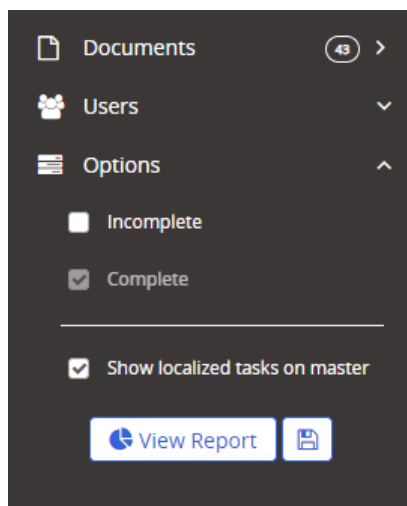 Documents 43
Users
Options
Incomplete
Complete
Show localized tasks on master
View Report